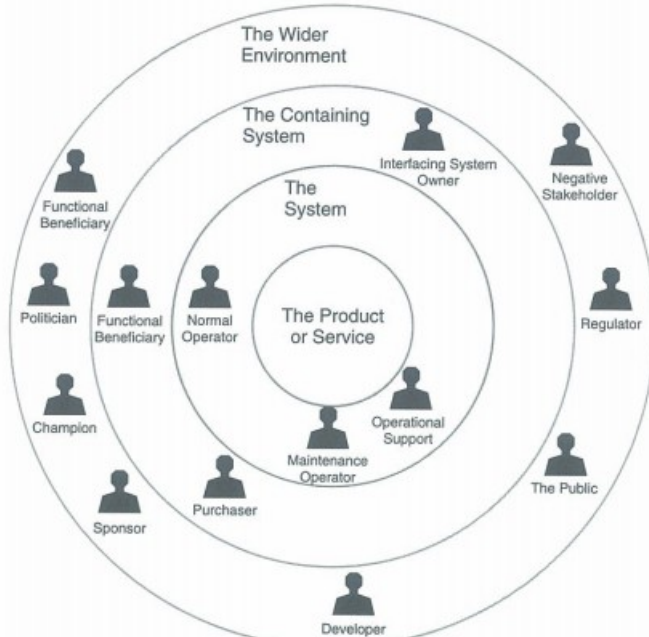 The Wider
Environment
The Containing
System
Interfacing System
Owner
Negative
Stakeholder
The
System
Functional
Beneficiary
Politician
Functional
Beneficiary
Normal
Operator
The Product
or Service
Regulator
Champion
Operational
Support
Maintenance
Operator
The Public
Purchaser
Sponsor
Developer